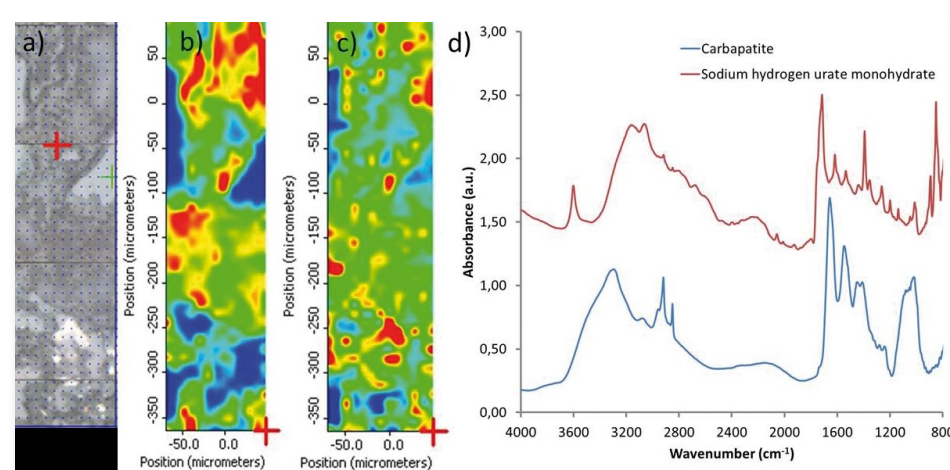 a)
b)
Position (micrometers)
50
0
-50
-100
-150
-200
-250
-300
-350
-50.0 0.0
Position (micrometers)
c)
Position (micrometers)
50
0
-50
-100
-150
-200
-250
-300
-350
-50.0 0.0
Position (micrometers)
d)
Absorbance (a.u.)
3,00
2,50
2,00
1,50
1,00
0,50
0,00
Carbapatite
Sodium hydrogen urate monohydrate
4000 3600 3200 2800 2400 2000 1600 1200 800
Wavenumber (cm-1)